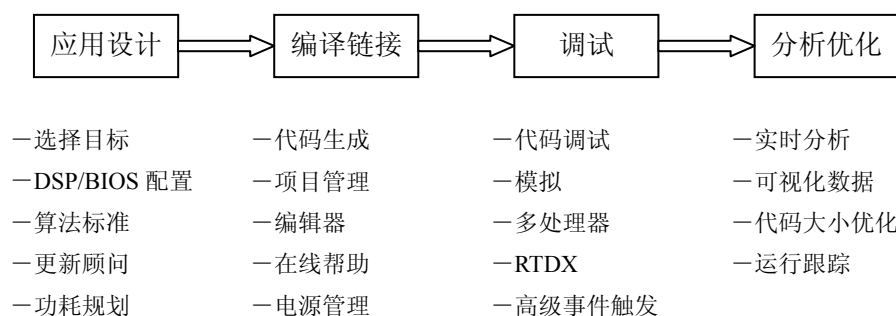 应用设计
编译链接
调试
分析优化
－选择目标
－DSP/BIOS 配置
－算法标准
－更新顾问
－功耗规划
－代码生成
－项目管理
－编辑器
－在线帮助
－电源管理
－代码调试
－模拟
－多处理器
－RTDX
－高级事件触发
－实时分析
－可视化数据
－代码大小优化
－运行跟踪